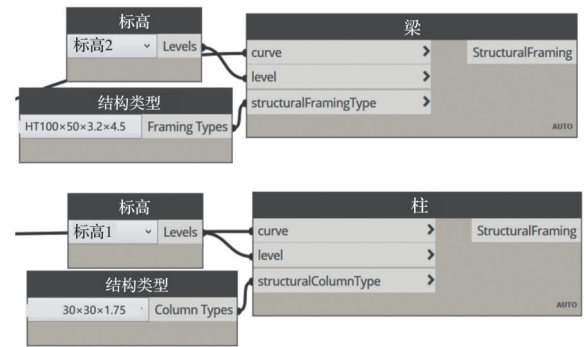 标高
标高2 Levels
结构类型
HT100×50×3.2×4.5 Framing Types
梁
curve StructuralFraming
level
structuralFramingType
AUTO
标高
标高1 Levels
结构类型
30×30×1.75 Column Types
柱
curve StructuralFraming
level
structuralColumnType
AUTO